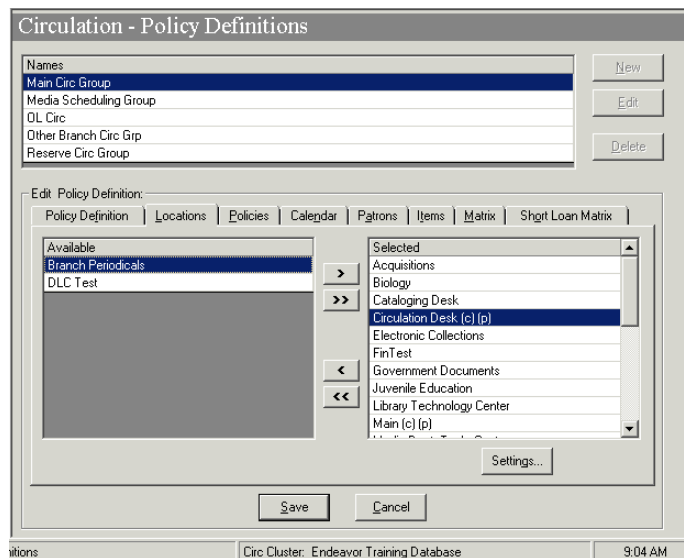 Circulation - Policy Definitions
Names
Main Circ Group
Media Scheduling Group
OL Circ
Other Branch Circ Grp
Reserve Circ Group
New
Edit
Delete
Edit Policy Definition:
Policy Definition Locations Policies Calendar Patrons Items Matrix Short Loan Matrix
Available
Branch Periodicals
DLC Test
>
>>
<
<<
Selected
Acquisitions
Biology
Cataloging Desk
Circulation Desk (c) (p)
Electronic Collections
FinTest
Government Documents
Juvenile Education
Library Technology Center
Main (c) (p)
Settings...
Save Cancel
nitions Circ Cluster: Endeavor Training Database 9:04 AM